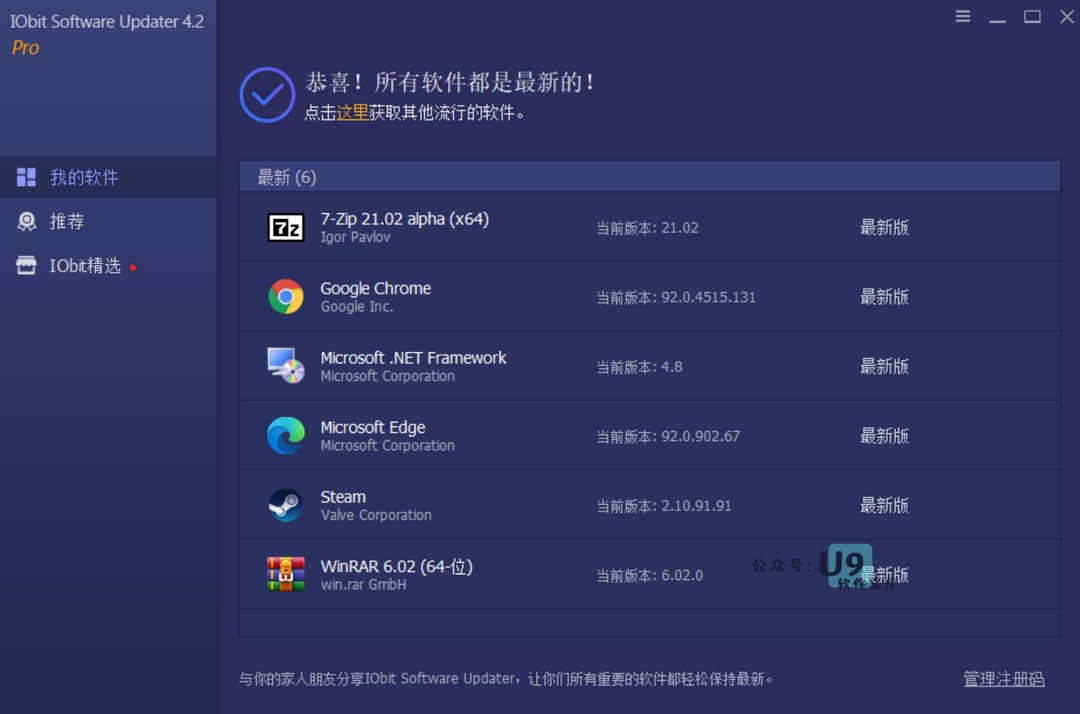 IObit Software Updater 4.2
Pro
恭喜！所有软件都是最新的！
点击这里获取其他流行的软件。
我的软件
推荐
IObit精选
最新 (6)
7z
7-Zip 21.02 alpha (x64)
Igor Pavlov
当前版本: 21.02
最新版
Google Chrome
Google Inc.
当前版本: 92.0.4515.131
最新版
Microsoft .NET Framework
Microsoft Corporation
当前版本: 4.8
最新版
Microsoft Edge
Microsoft Corporation
当前版本: 92.0.902.67
最新版
Steam
Valve Corporation
当前版本: 2.10.91.91
最新版
WinRAR 6.02 (64-位)
win.rar GmbH
当前版本: 6.02.0
最新版
公众号:
U9
软件宝库
与你的家人朋友分享IObit Software Updater，让你们所有重要的软件都轻松保持最新。
管理注册码